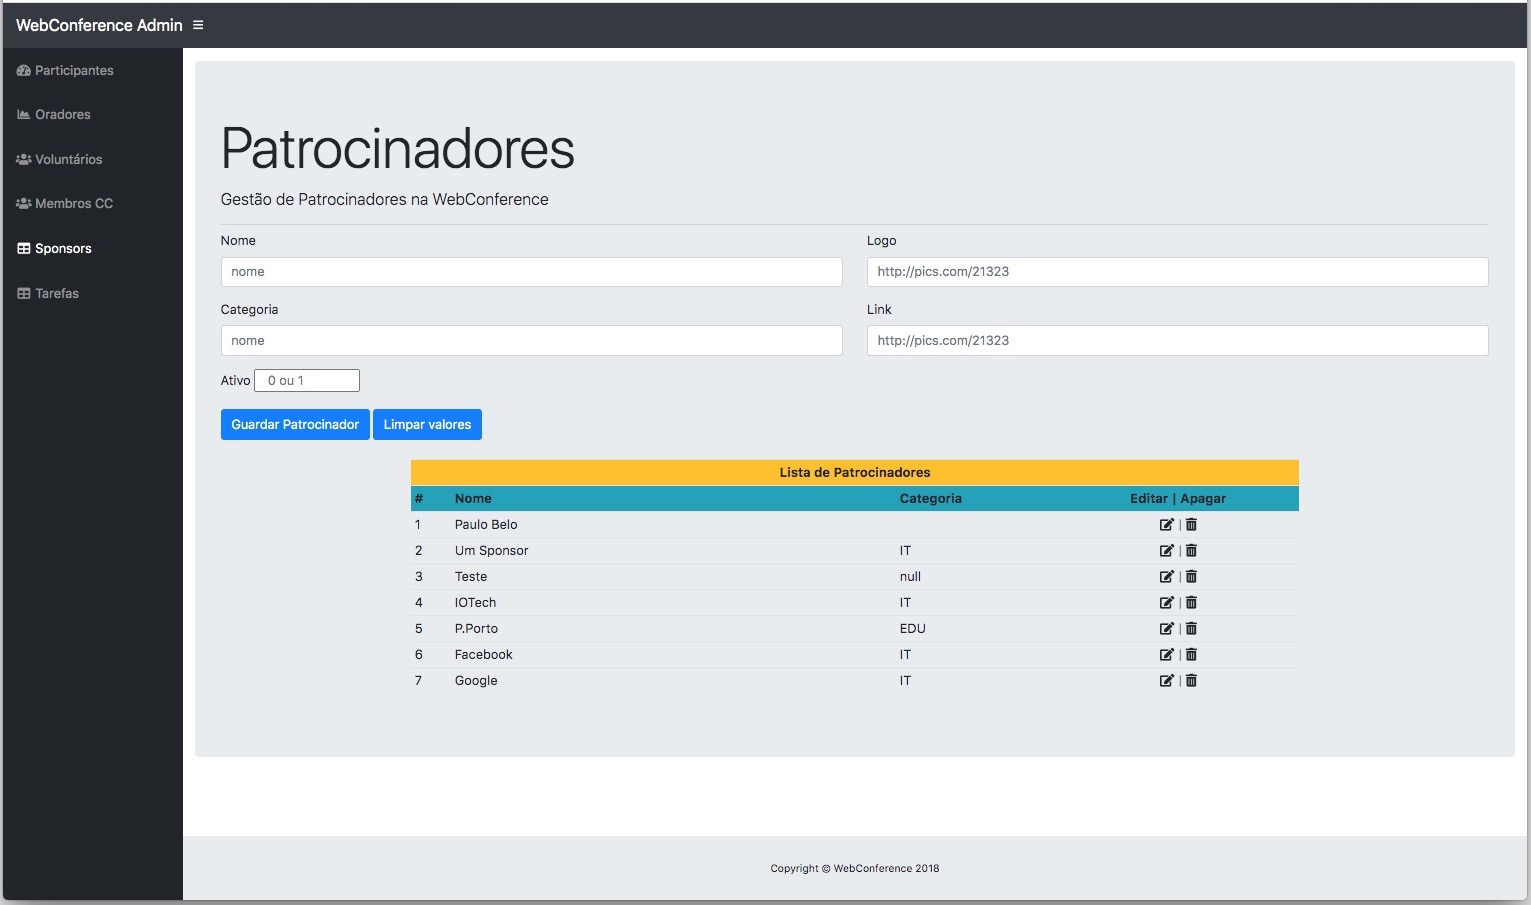 WebConference Admin
Participantes
Oradores
Voluntários
Membros CC
Sponsors
Tarefas
Patrocinadores
Gestão de Patrocinadores na WebConference
Nome Logo
nome http://pics.com/21323
Categoria Link
nome http://pics.com/21323
Ativo 0 ou 1
Guardar Patrocinador Limpar valores
Lista de Patrocinadores
# Nome Categoria Editar | Apagar
1 Paulo Belo |
2 Um Sponsor IT |
3 Teste null |
4 IOTech IT |
5 P.Porto EDU |
6 Facebook IT |
7 Google IT |
Copyright © WebConference 2018